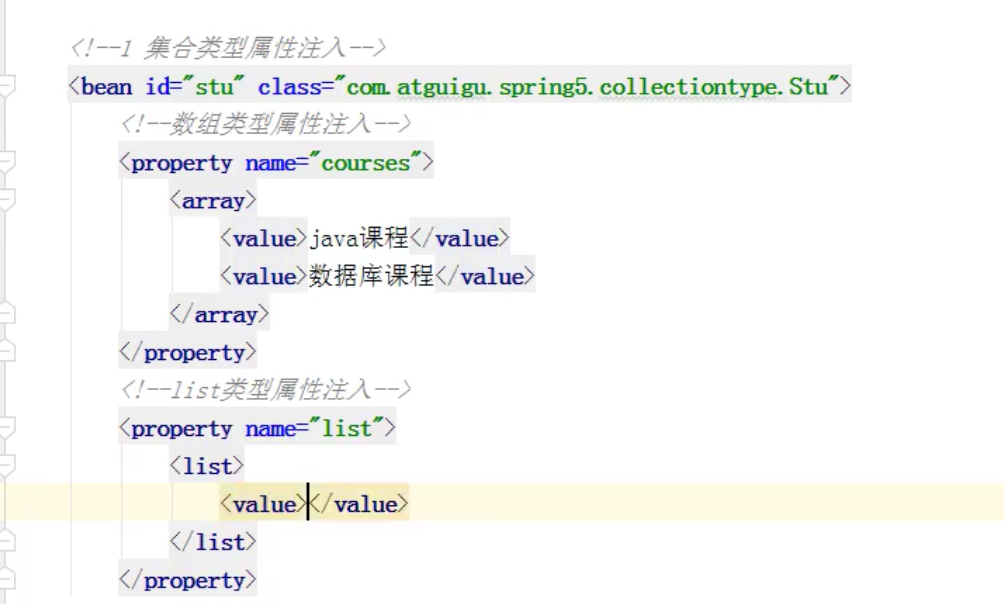 <!--1 集合类型属性注入-->
<bean id="stu" class="com.atguigu.spring5.collectiontype.Stu">
<!--数组类型属性注入-->
<property name="courses">
<array>
<value>java课程</value>
<value>数据库课程</value>
</array>
</property>
<!--list类型属性注入-->
<property name="list">
<list>
<value></value>
</list>
</property>